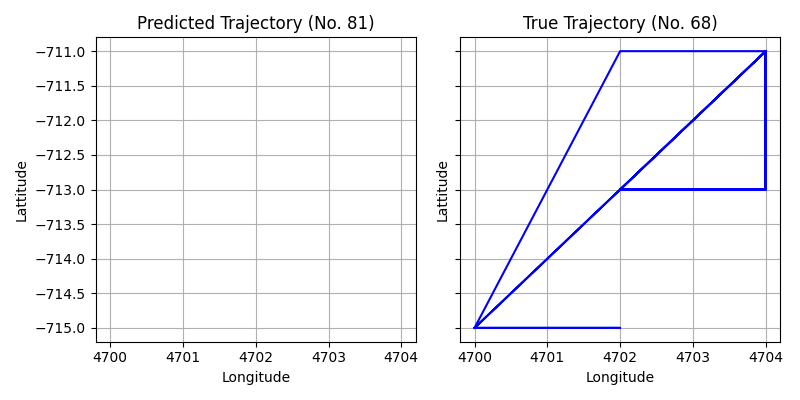 Predicted Trajectory (No. 81)
−711.0
−711.5
−712.0
−712.5
−713.0
−713.5
−714.0
−714.5
−715.0
Lattitude
4700 4701 4702 4703 4704
Longitude
True Trajectory (No. 68)
Lattitude
4700 4701 4702 4703 4704
Longitude